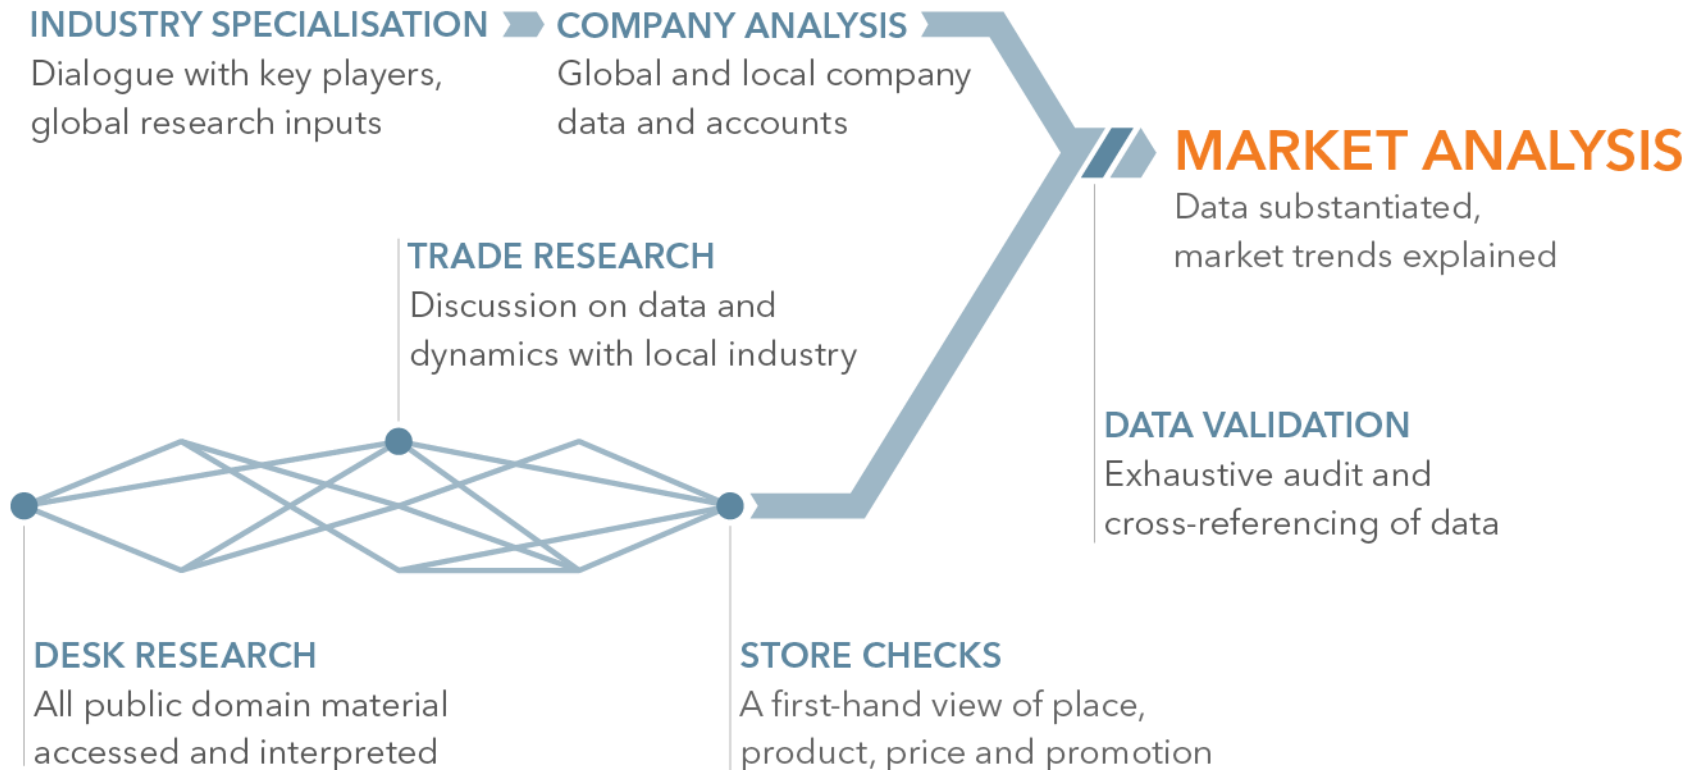 INDUSTRY SPECIALISATION
Dialogue with key players,
global research inputs
COMPANY ANALYSIS
Global and local company
data and accounts
MARKET ANALYSIS
Data substantiated,
market trends explained
TRADE RESEARCH
Discussion on data and
dynamics with local industry
DATA VALIDATION
Exhaustive audit and
cross-referencing of data
DESK RESEARCH
All public domain material
accessed and interpreted
STORE CHECKS
A first-hand view of place,
product, price and promotion